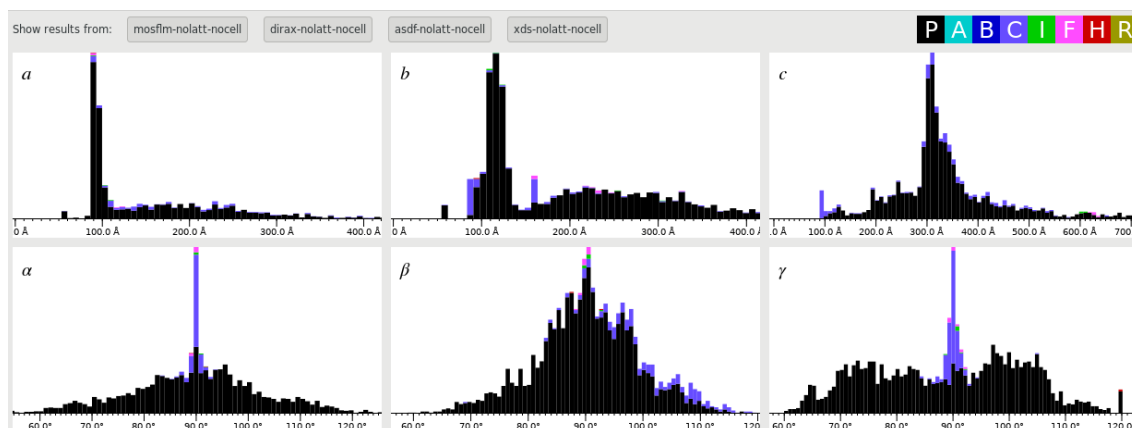 Show results from: mosflm-nolatt-nocell dirax-nolatt-nocell asdf-nolatt-nocell xds-nolatt-nocell P A B C I F H R
a b c
0 Å 100.0 Å 200.0 Å 300.0 Å 400.0 Å 0 Å 100.0 Å 200.0 Å 300.0 Å 400.0 Å 0 Å 100.0 Å 200.0 Å 300.0 Å 400.0 Å 500.0 Å 600.0 Å 700.
α β γ
60.0° 70.0° 80.0° 90.0° 100.0° 110.0° 120.0° 60.0° 70.0° 80.0° 90.0° 100.0° 110.0° 120. 60.0° 70.0° 80.0° 90.0° 100.0° 110.0° 120.0